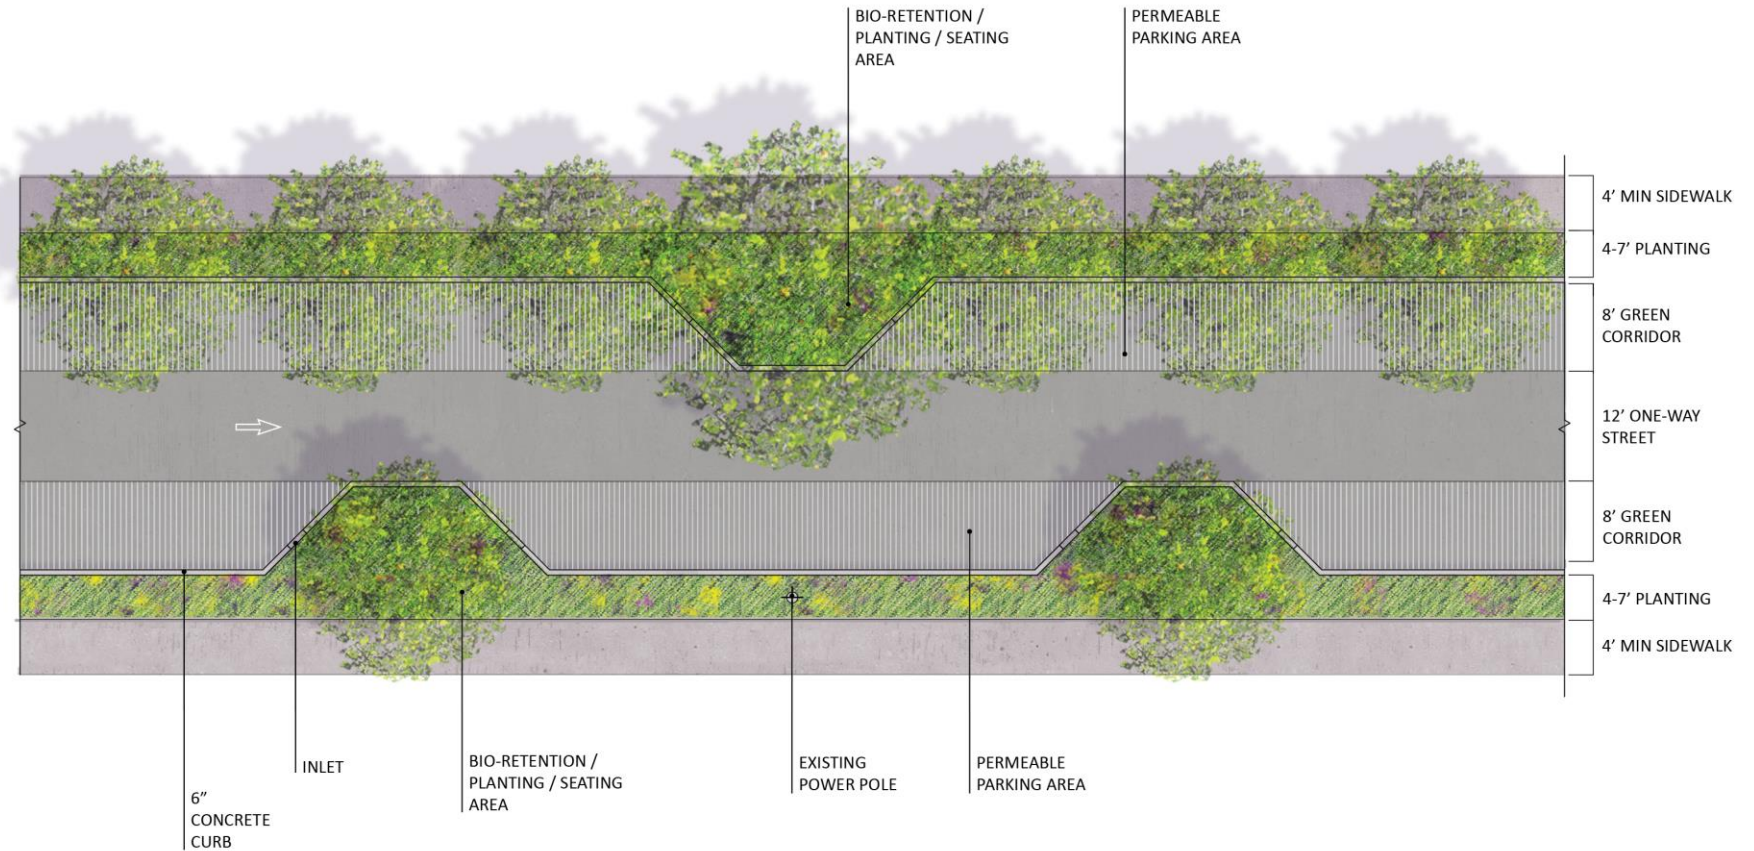 BIO-RETENTION /
PLANTING / SEATING
AREA
PERMEABLE
PARKING AREA
4’ MIN SIDEWALK
4-7’ PLANTING
8’ GREEN
CORRIDOR
12’ ONE-WAY
STREET
8’ GREEN
CORRIDOR
4-7’ PLANTING
4’ MIN SIDEWALK
6”
CONCRETE
CURB
INLET
BIO-RETENTION /
PLANTING / SEATING
AREA
EXISTING
POWER POLE
PERMEABLE
PARKING AREA